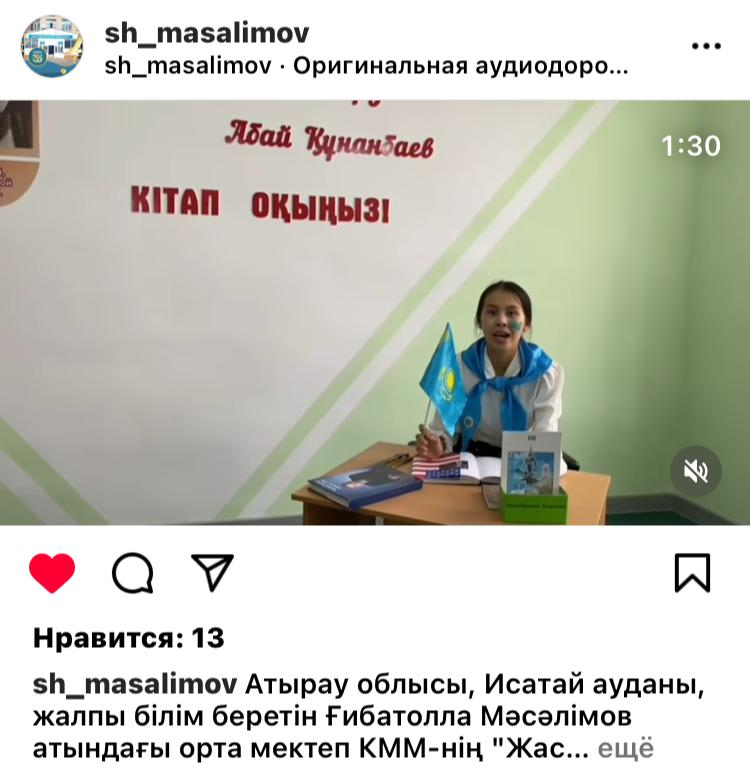 sh_masalimov
sh_masalimov · Оригинальная аудиодоро...
1:30
Абай Құнанбаев
КІТАП ОҚЫҢЫЗ!
Нравится: 13
sh_masalimov Атырау облысы, Исатай ауданы,
жалпы білім беретін Ғибатолла Мәсәлімов
атындағы орта мектеп КММ-нің "Жас... ещё